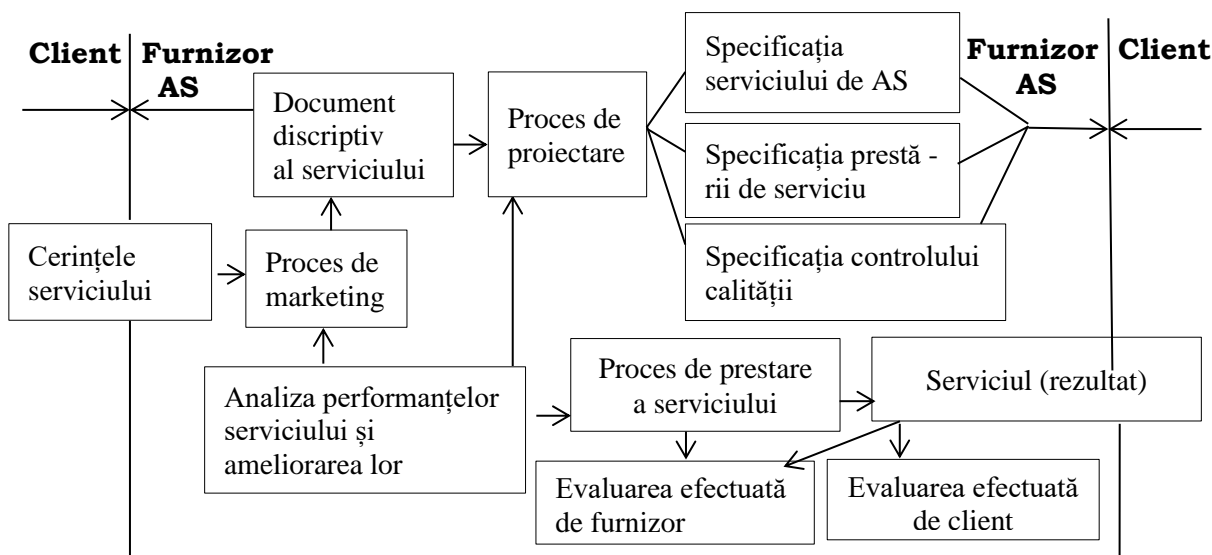 Client
Furnizor
AS
Document
discriptiv
al serviciului
Proces de
proiectare
Specificația
serviciului de AS
Specificația prestă -
rii de serviciu
Specificația controlului
calității
Furnizor
AS
Client
Cerințele
serviciului
Proces de
marketing
Analiza performanțelor
serviciului și
ameliorarea lor
Proces de prestare
a serviciului
Serviciul (rezultat)
Evaluarea efectuată
de furnizor
Evaluarea efectuată
de client